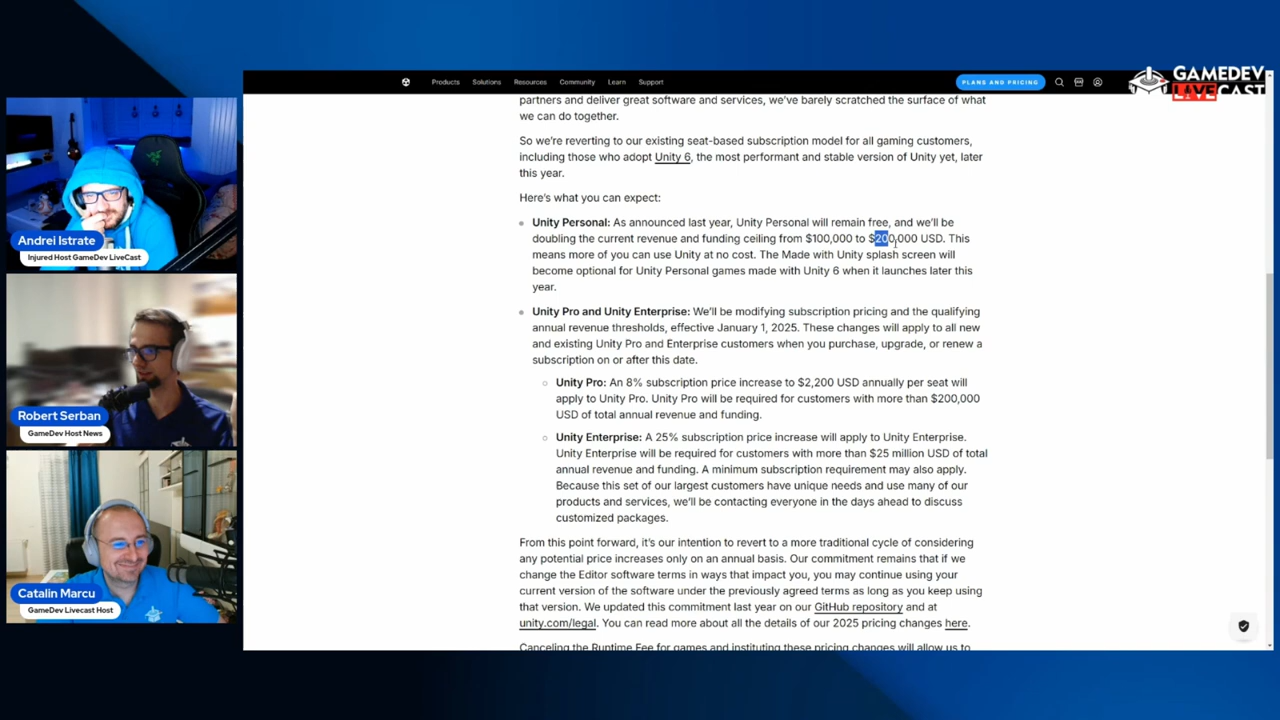 GAMEDEV
LIVECAST
Products Solutions Resources Community Learn Support PLANS AND PRICING
partners and deliver great software and services, we've barely scratched the surface of what
we can do together.
So we're reverting to our existing seat-based subscription model for all gaming customers,
including those who adopt Unity 6, the most performant and stable version of Unity yet, later
this year.
Here's what you can expect:
Unity Personal: As announced last year, Unity Personal will remain free, and we'll be
doubling the current revenue and funding ceiling from $100,000 to $200,000 USD. This
means more of you can use Unity at no cost. The Made with Unity splash screen will
become optional for Unity Personal games made with Unity 6 when it launches later this
year.
Unity Pro and Unity Enterprise: We'll be modifying subscription pricing and the qualifying
annual revenue thresholds, effective January 1, 2025. These changes will apply to all new
and existing Unity Pro and Enterprise customers when you purchase, upgrade, or renew a
subscription on or after this date.
Unity Pro: An 8% subscription price increase to $2,200 USD annually per seat will
apply to Unity Pro. Unity Pro will be required for customers with more than $200,000
USD of total annual revenue and funding.
Unity Enterprise: A 25% subscription price increase will apply to Unity Enterprise.
Unity Enterprise will be required for customers with more than $25 million USD of total
annual revenue and funding. A minimum subscription requirement may also apply.
Because this set of our largest customers have unique needs and use many of our
products and services, we'll be contacting everyone in the days ahead to discuss
customized packages.
From this point forward, it's our intention to revert to a more traditional cycle of considering
any potential price increases only on an annual basis. Our commitment remains that if we
change the Editor software terms in ways that impact you, you may continue using your
current version of the software under the previously agreed terms as long as you keep using
that version. We updated this commitment last year on our GitHub repository and at
unity.com/legal. You can read more about all the details of our 2025 pricing changes here.
Canceling the Runtime Fee for games and instituting these pricing changes will allow us to
Andrei Istrate
Injured Host GameDev LiveCast
Robert Serban
GameDev Host News
Catalin Marcu
GameDev Livecast Host